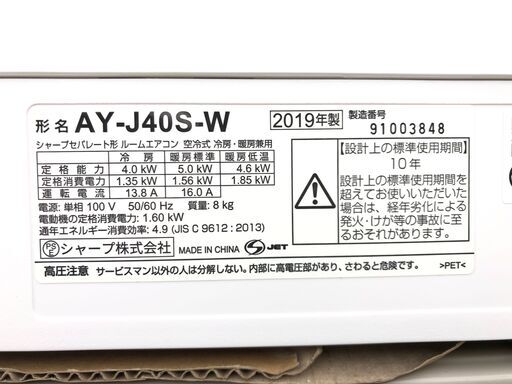 形名 AY-J40S-W 2019年製 製造番号 91003848
シャープセパレート形 ルームエアコン 空冷式 冷房・暖房兼用
冷房 暖房標準 暖房低温
定格能力 4.0 kW 5.0 kW 4.6 kW
定格消費電力 1.35 kW 1.56 kW 1.85 kW
運転電流 13.8 A 16.0 A
電源: 単相 100 V 50/60 Hz 質量: 8 kg
電動機の定格消費電力: 1.60 kW
通年エネルギー消費効率: 4.9 (JIS C 9612 : 2013)
PSE シャープ株式会社 MADE IN CHINA S JET
【設計上の標準使用期間】
10年
設計上の標準使用期間を超えてお使いいただいた
場合は、経年劣化による
発火・けが等の事故に至
るおそれがあります。
高圧注意 サービスマン以外の人は分解しない。内部に高電圧部があり、さわると危険です。
>PET<